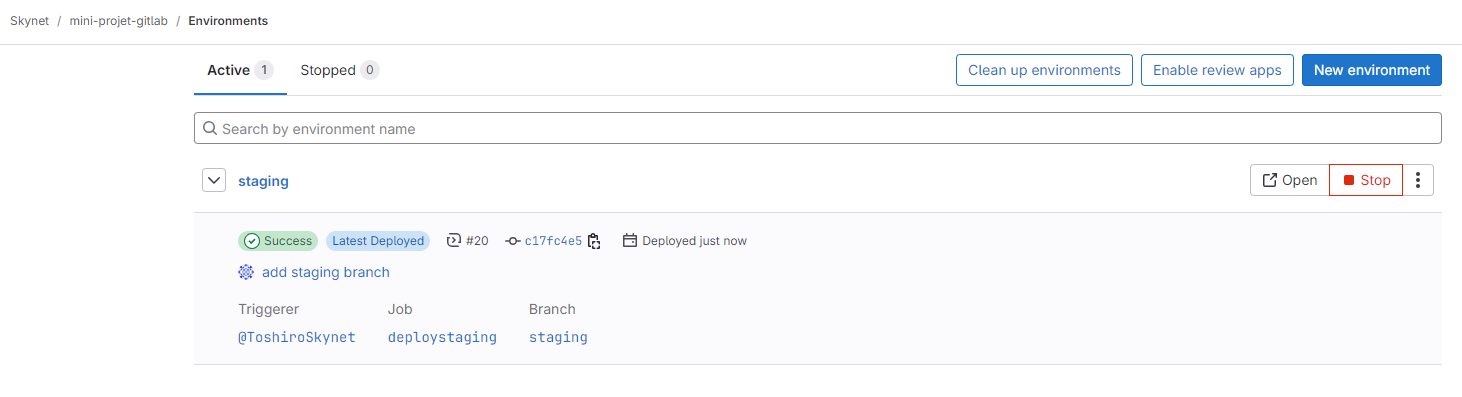 Skynet / mini-projet-gitlab / Environments
Active 1 Stopped 0 Clean up environments Enable review apps New environment
Search by environment name
staging Open Stop
Success Latest Deployed #20 c17fc4e5 Deployed just now
add staging branch
Triggerer Job Branch
@ToshiroSkynet deploystaging staging